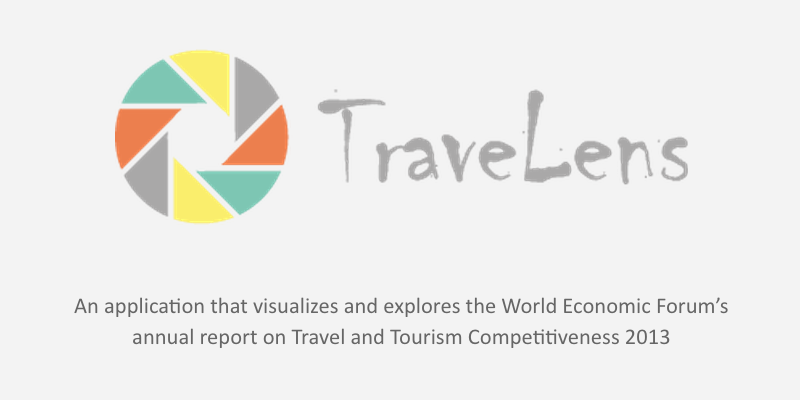 TraveLens
An application that visualizes and explores the World Economic Forum’s
annual report on Travel and Tourism Competitiveness 2013